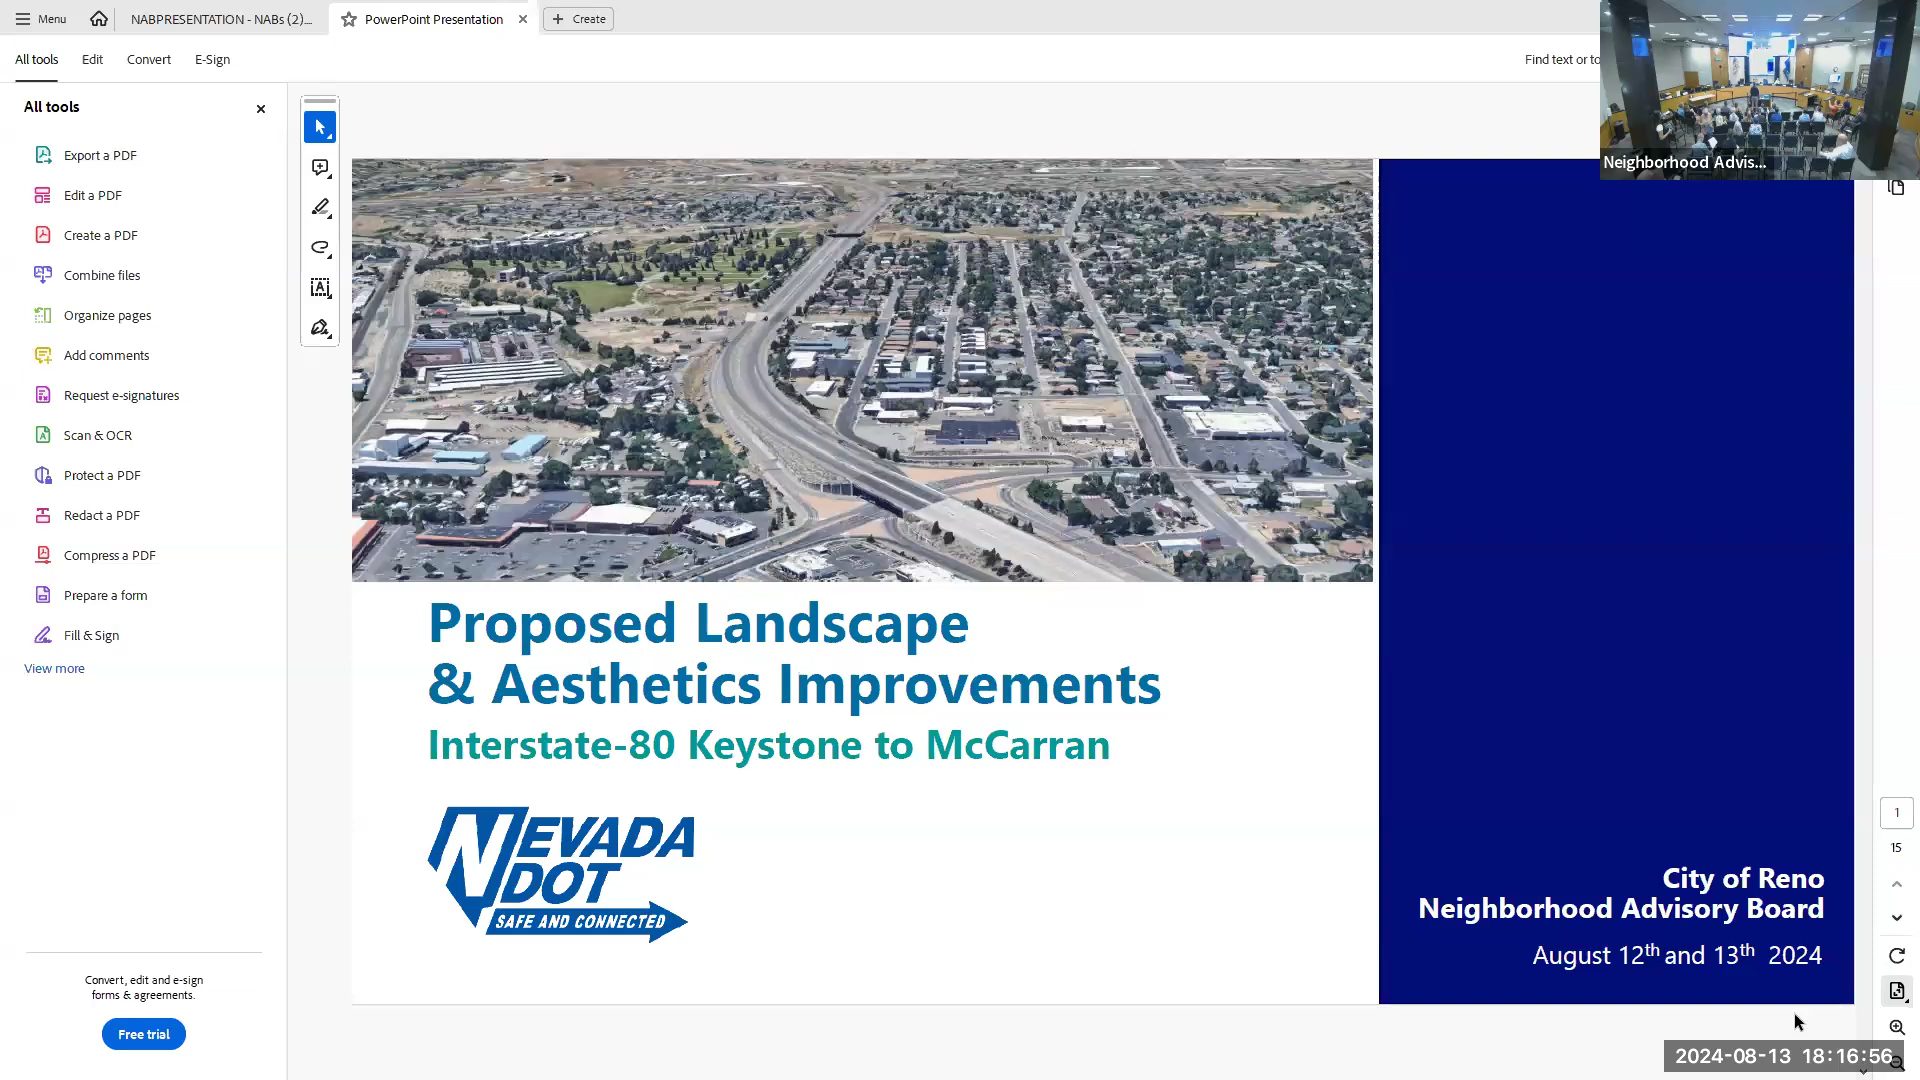 Menu
NABPRESENTATION - NABs (2)....
PowerPoint Presentation
Create
All tools
Edit
Convert
E-Sign
Find text or to
Neighborhood Advis...
All tools
Export a PDF
Edit a PDF
Create a PDF
Combine files
Organize pages
Add comments
Request e-signatures
Scan & OCR
Protect a PDF
Redact a PDF
Compress a PDF
Prepare a form
Fill & Sign
View more
Convert, edit and e-sign
forms & agreements.
Free trial
Proposed Landscape
& Aesthetics Improvements
Interstate-80 Keystone to McCarran
NEVADA
DOT
SAFE AND CONNECTED
City of Reno
Neighborhood Advisory Board
August 12th and 13th 2024
1
15
2024-08-13 18:16:56